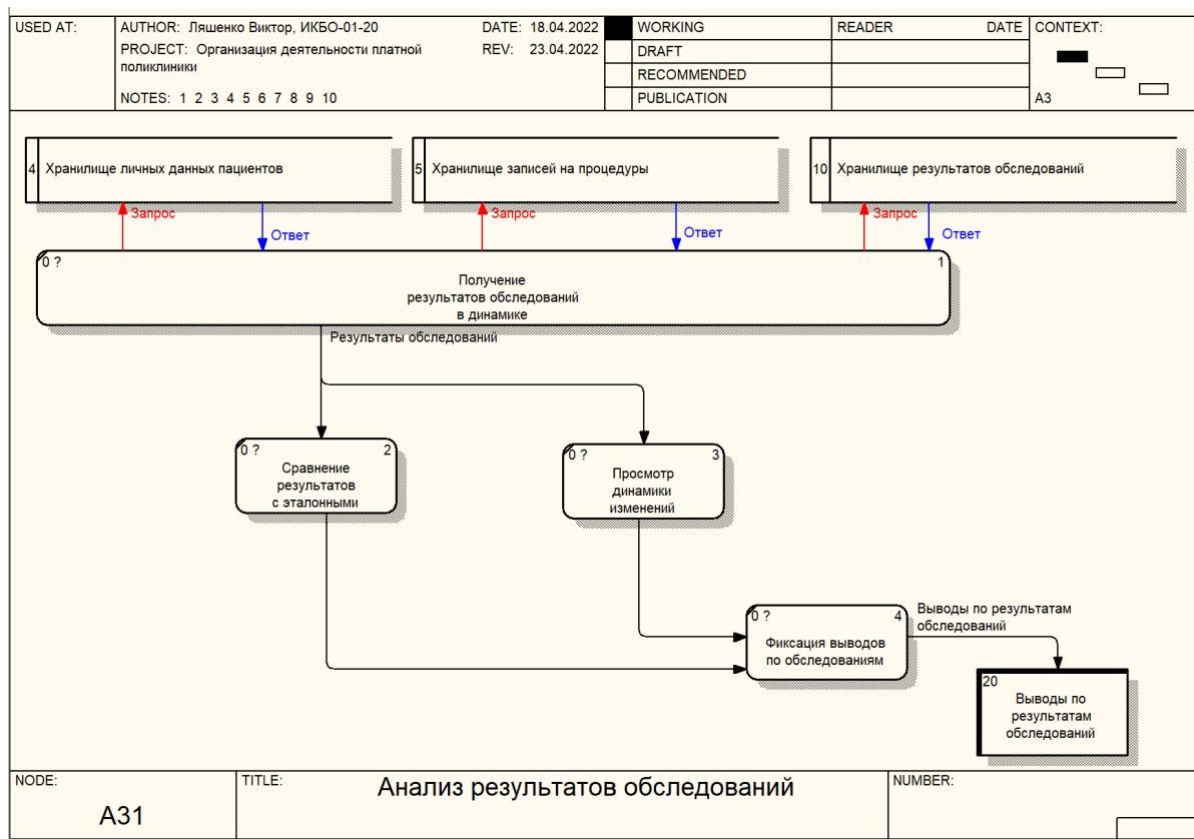 USED AT:
AUTHOR: Ляшенко Виктор, ИКБО-01-20
DATE: 18.04.2022
PROJECT: Организация деятельности платной
поликлиники
REV: 23.04.2022
NOTES: 1 2 3 4 5 6 7 8 9 10
WORKING
DRAFT
RECOMMENDED
PUBLICATION
READER
DATE
CONTEXT:
A3
4 Хранилище личных данных пациентов
5 Хранилище записей на процедуры
10 Хранилище результатов обследований
Запрос
Ответ
Запрос
Ответ
Запрос
Ответ
0 ?
1
Получение
результатов обследований
в динамике
Результаты обследований
0 ?
2
Сравнение
результатов
с эталонными
0 ?
3
Просмотр
динамики
изменений
0 ?
4
Фиксация выводов
по обследованиям
Выводы по результатам
обследований
20
Выводы по
результатам
обследований
NODE:
A31
TITLE:
Анализ результатов обследований
NUMBER: